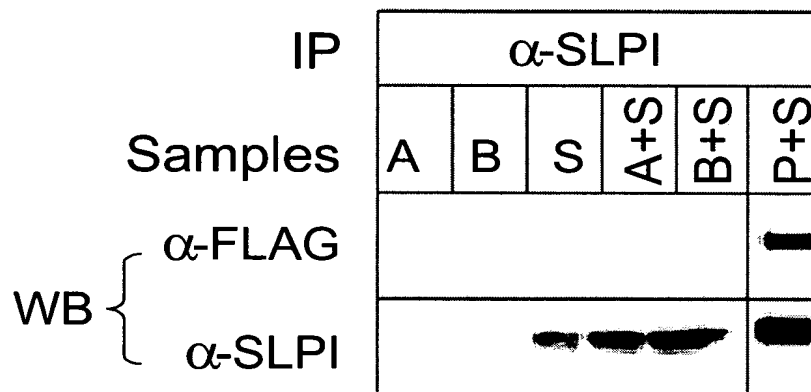 IP α-SLPI
Samples A B S A+S B+S P+S
α-FLAG
WB
α-SLPI